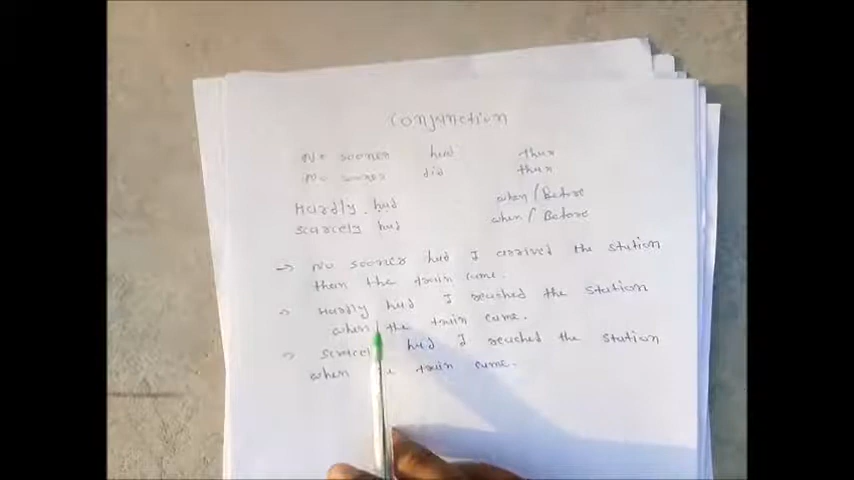 Conjunction
No sooner had than
No sooner did than
Hardly had when / Before
scarcely had when / Before
→ No sooner had I arrived the station
than the train came.
→ Hardly had I reached the station
when the train came.
→ had I reached the station
when train came.